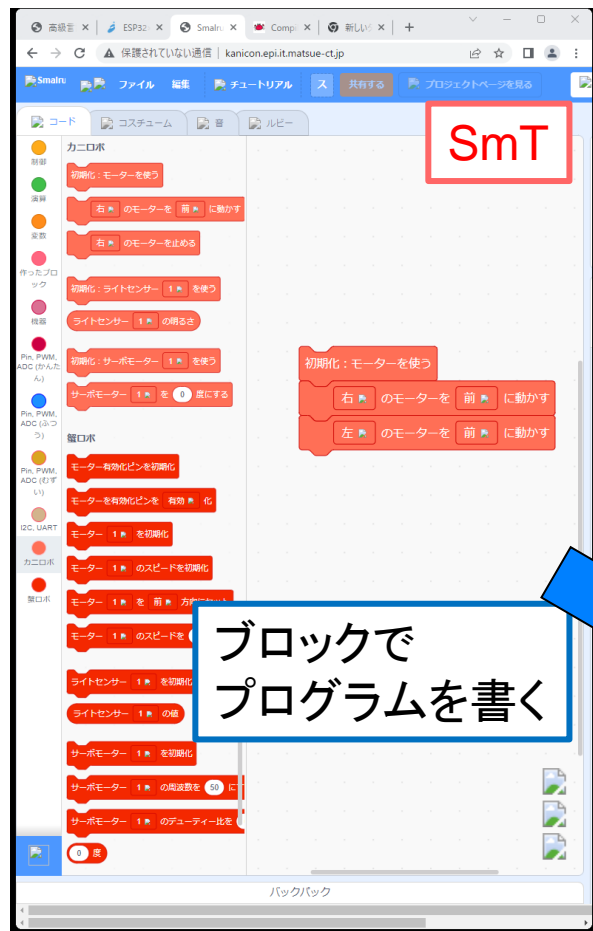 高級言
ESP32
Smalru
Compi
新しいタ
保護されていない通信 kanicon.epi.it.matsue-ct.jp
Smalru ファイル 編集 チュートリアル ス 共有する プロジェクトページを見る
コード コスチューム 音 ルビー
SmT
制御
演算
変数
作ったブロ
ック
機器
Pin, PWM,
ADC (かんた
ん)
Pin, PWM,
ADC (ふつ
う)
Pin, PWM,
ADC (むず
い)
I2C, UART
カニロボ
蟹ロボ
カニロボ
初期化：モーターを使う
右 のモーターを 前 に動かす
右 のモーターを止める
初期化：ライトセンサー 1 を使う
ライトセンサー 1 の明るさ
初期化：サーボモーター 1 を使う
サーボモーター 1 を 0 度にする
蟹ロボ
モーター有効化ピンを初期化
モーターを有効化ピンを 有効 化
モーター 1 を初期化
モーター 1 のスピードを初期化
モーター 1 を 前
モーター 1 のスピードを
ライトセンサー 1 を初期化
ライトセンサー 1 の値
サーボモーター 1 を初期化
サーボモーター 1 の周波数を 50 に
サーボモーター 1 のデューティー比を
0 度
初期化：モーターを使う
右 のモーターを 前 に動かす
左 のモーターを 前 に動かす
ブロックで
プログラムを書く
バックパック